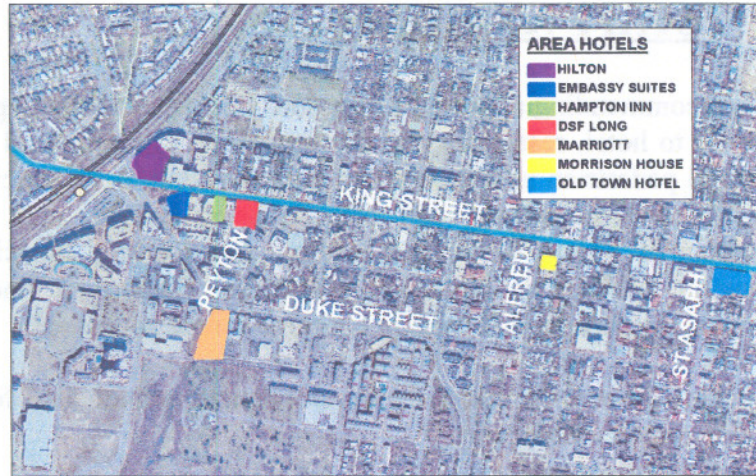 AREA HOTELS
HILTON
EMBASSY SUITES
HAMPTON INN
DSF LONG
MARRIOTT
MORRISON HOUSE
OLD TOWN HOTEL
KING STREET
PEYTON
DUKE STREET
ALFRED
ST ASAPH